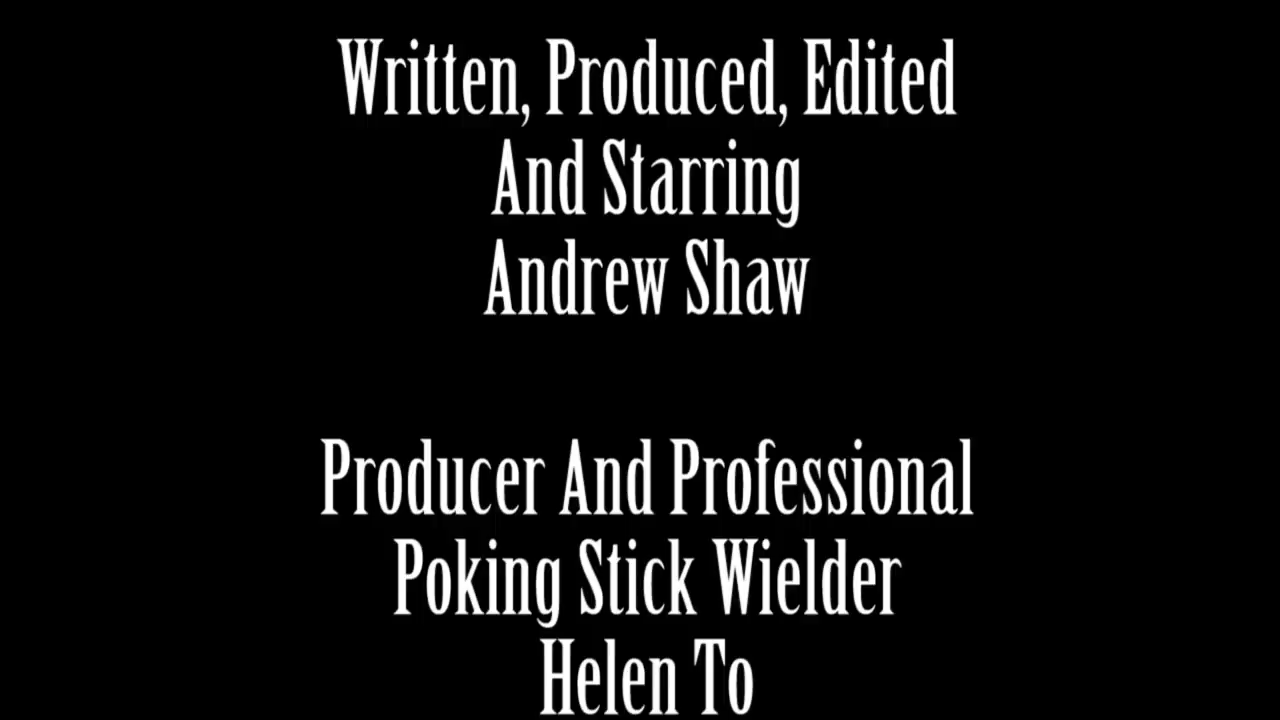 Written, Produced, Edited
And Starring
Andrew Shaw
Producer And Professional
Poking Stick Wielder
Helen To